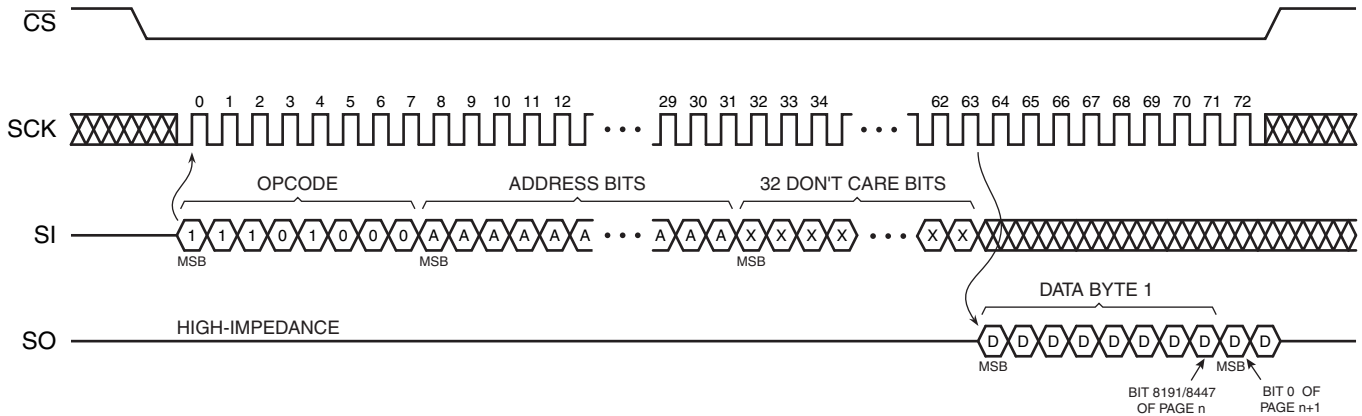 CS
SCK
0 1 2 3 4 5 6 7 8 9 10 11 12 29 30 31 32 33 34 62 63 64 65 66 67 68 69 70 71 72
OPCODE
ADDRESS BITS
32 DON'T CARE BITS
SI
1 1 1 0 1 0 0 0 A A A A A A A A A X X X X X X
MSB
MSB
MSB
DATA BYTE 1
SO
HIGH-IMPEDANCE
D D D D D D D D D D
MSB
MSB
BIT 8191/8447
OF PAGE n
BIT 0 OF
PAGE n+1